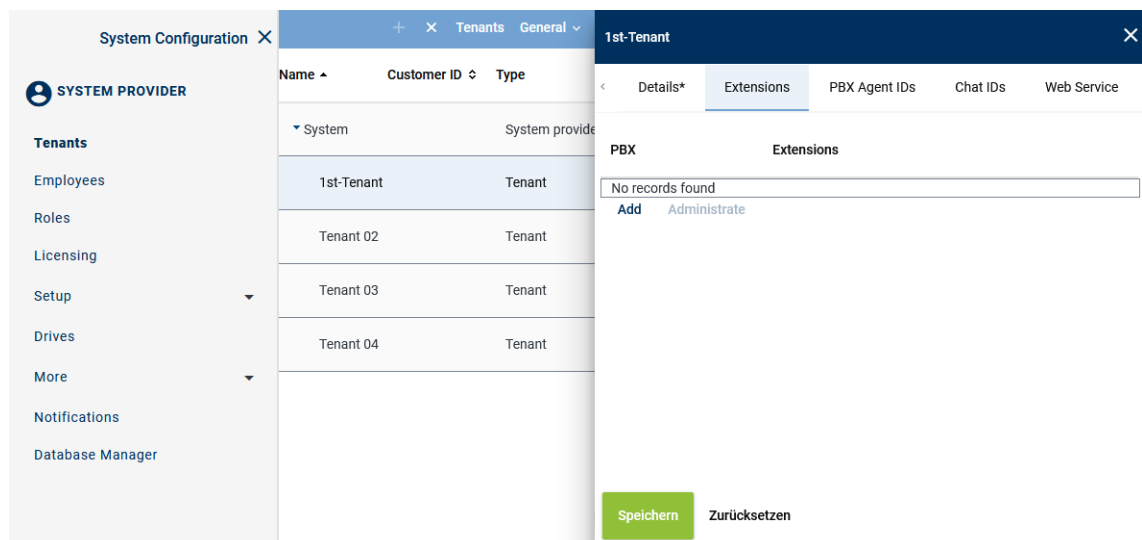 System Configuration
SYSTEM PROVIDER
Tenants
Employees
Roles
Licensing
Setup
Drives
More
Notifications
Database Manager
Tenants General
Name Customer ID Type
System System provide
1st-Tenant Tenant
Tenant 02 Tenant
Tenant 03 Tenant
Tenant 04 Tenant
1st-Tenant
Details* Extensions PBX Agent IDs Chat IDs Web Service
PBX Extensions
No records found
Add Administrate
Speichern Zurücksetzen